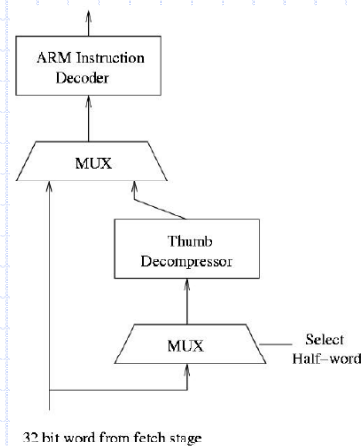 ARM Instruction
Decoder
MUX
Thumb
Decompressor
MUX
Select
Half-word
32 bit word from fetch stage